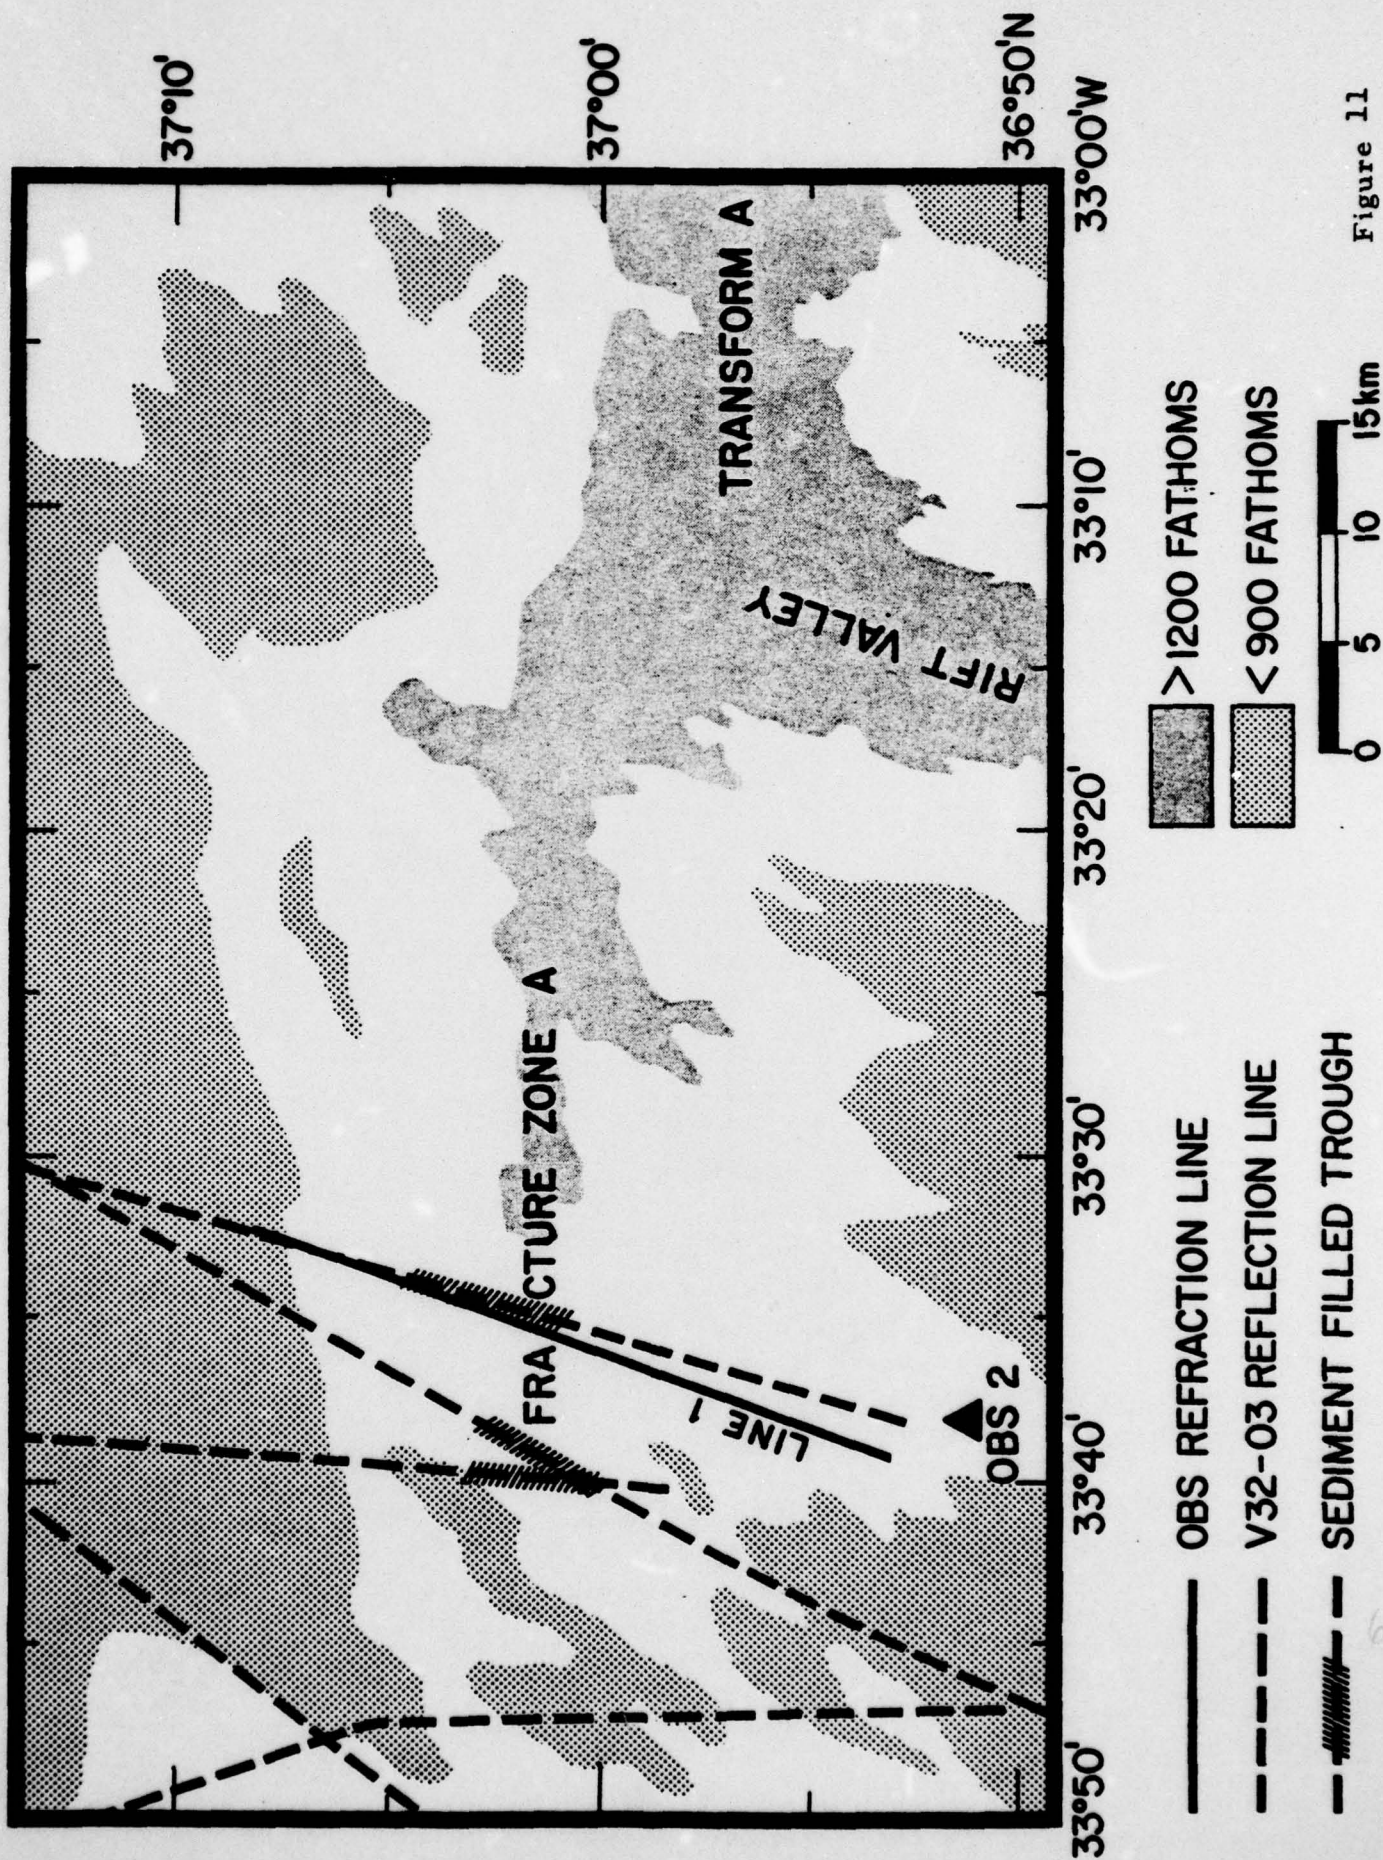 37°10'
37°00'
36°50'N
FRACTURE ZONE A
TRANSFORM A
RIFT VALLEY
LINE 1
OBS 2
33°50'
33°40'
33°30'
33°20'
33°10'
33°00'W
OBS REFRACTION LINE
V32-03 REFLECTION LINE
SEDIMENT FILLED TROUGH
>1200 FATHOMS
<900 FATHOMS
0 5 10 15km
Figure 11